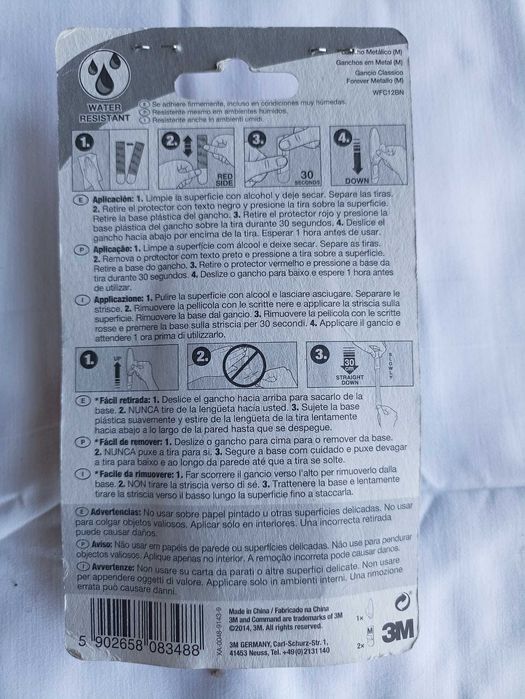 Gancho Metálico (M)
Ganchos em Metal (M)
Gancio Classico
Forever Metallo (M)
WFC12BN
WATER
RESISTANT
E Se adhiere firmemente, incluso en condiciones muy húmedas.
P Resistente mesmo em ambientes húmidos.
I Resistente anche in ambienti umidi.
1.
2.
RED
SIDE
3.
30
SECONDS
4.
DOWN
E Aplicación: 1. Limpie la superficie con alcohol y deje secar. Separe las tiras.
2. Retire el protector con texto negro y presione la tira sobre la superficie.
Retire la base plástica del gancho. 3. Retire el protector rojo y presione la
base plástica del gancho sobre la tira durante 30 segundos. 4. Deslice el
gancho hacia abajo por encima de la tira. Esperar 1 hora antes de usar.
P Aplicação: 1. Limpe a superfície com álcool e deixe secar. Separe as tiras.
2. Remova o protector com texto preto e pressione a tira sobre a superfície.
Retire a base do gancho. 3. Retire o protector vermelho e pressione a base da
tira durante 30 segundos. 4. Deslize o gancho para baixo e espere 1 hora antes
de utilizar.
I Applicazione: 1. Pulire la superficie con alcool e lasciare asciugare. Separare le
strisce. 2. Rimuovere la pellicola con le scritte nere e applicare la striscia sulla
superficie. Rimuovere la base dal gancio. 3. Rimuovere la pellicola con le scritte
rosse e premere la base sulla striscia per 30 secondi. 4. Applicare il gancio e
attendere 1 ora prima di utilizzarlo.
1.
UP
2.
3.
30
STRAIGHT
DOWN
SLOWLY
E *Fácil retirada: 1. Deslice el gancho hacia arriba para sacarlo de la
base. 2. NUNCA tire de la lengüeta hacia usted. 3. Sujete la base
plástica suavemente y estire de la lengüeta de la tira lentamente
hacia abajo a lo largo de la pared hasta que se despegue.
P *Fácil de remover: 1. Deslize o gancho para cima para o remover da base.
2. NUNCA puxe a tira para si. 3. Segure a base com cuidado e puxe devagar
a tira para baixo e ao longo da parede até que a tira se solte.
I *Facile da rimuovere: 1. Far scorrere il gancio verso l'alto per rimuoverlo dalla
base. 2. NON tirare la striscia verso di sé. 3. Trattenere la base e lentamente
tirare la striscia verso il basso lungo la superficie fino a staccarla.
E Advertencias: No usar sobre papel pintado u otras superficies delicadas. No usar
para colgar objetos valiosos. Aplicar sólo en interiores. Una incorrecta retirada
puede causar daños.
P Aviso: Não usar em papéis de parede ou superfícies delicadas. Não use para pendurar
objectos valiosos. Aplique apenas no interior. A remoção incorreta pode causar danos.
I Avvertenze: Non usare su carta da parati o altre superfici delicate. Non usare
per appendere oggetti di valore. Applicare solo in ambienti interni. Una rimozione
errata può causare danni.
5 902658 083488
XA-0048-9143-9
Made in China / Fabricado na China
3M and Command are trademarks of 3M
©2014, 3M. All rights reserved.
3M GERMANY, Carl-Schurz-Str. 1,
41453 Neuss, Tel +49(0)2131 140
1×
M
2×
3M